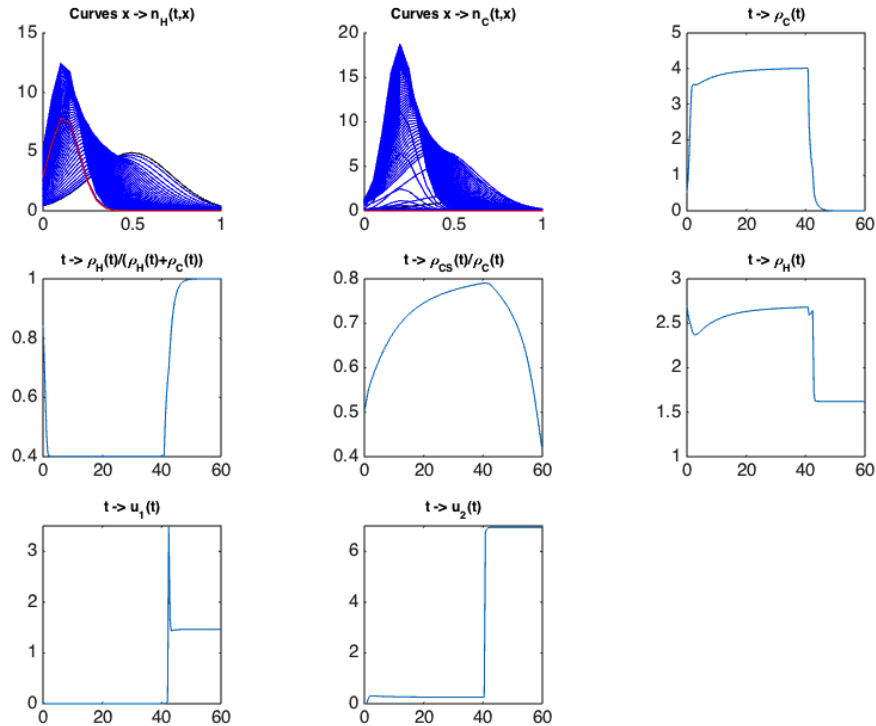 Curves x -> n_H(t,x)
15
10
5
0
0 0.5 1
Curves x -> n_C(t,x)
20
15
10
5
0
0 0.5 1
t -> ρ_C(t)
5
4
3
2
1
0
0 20 40 60
t -> ρ_H(t)/(ρ_H(t)+ρ_C(t))
1
0.8
0.6
0.4
0 20 40 60
t -> ρ_CS(t)/ρ_C(t)
0.8
0.7
0.6
0.5
0.4
0 20 40 60
t -> ρ_H(t)
3
2.5
2
1.5
1
0 20 40 60
t -> u_1(t)
3
2
1
0
0 20 40 60
t -> u_2(t)
6
4
2
0
0 20 40 60